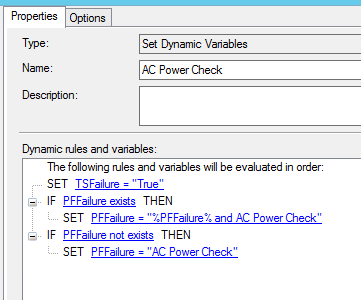 Properties Options
Type: Set Dynamic Variables
Name: AC Power Check
Description:
Dynamic rules and variables:
The following rules and variables will be evaluated in order:
SET TSFailure = "True"
IF PFFailure exists THEN
SET PFFailure = "%PFFailure% and AC Power Check"
IF PFFailure not exists THEN
SET PFFailure = "AC Power Check"